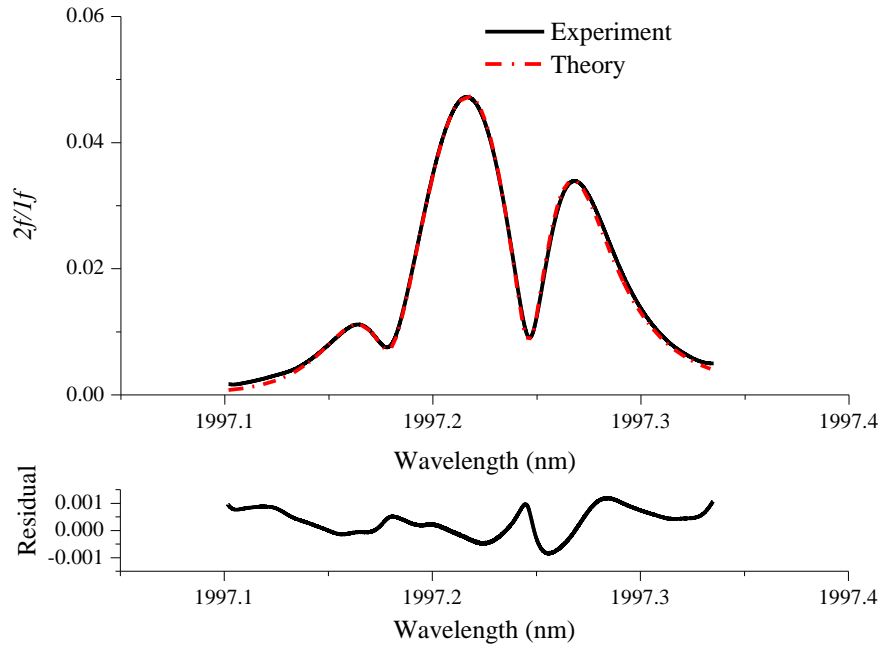 0.06
Experiment
Theory
0.04
2f/1f
0.02
0.00
1997.1 1997.2 1997.3 1997.4
Wavelength (nm)
Residual
0.001
0.000
-0.001
1997.1 1997.2 1997.3 1997.4
Wavelength (nm)